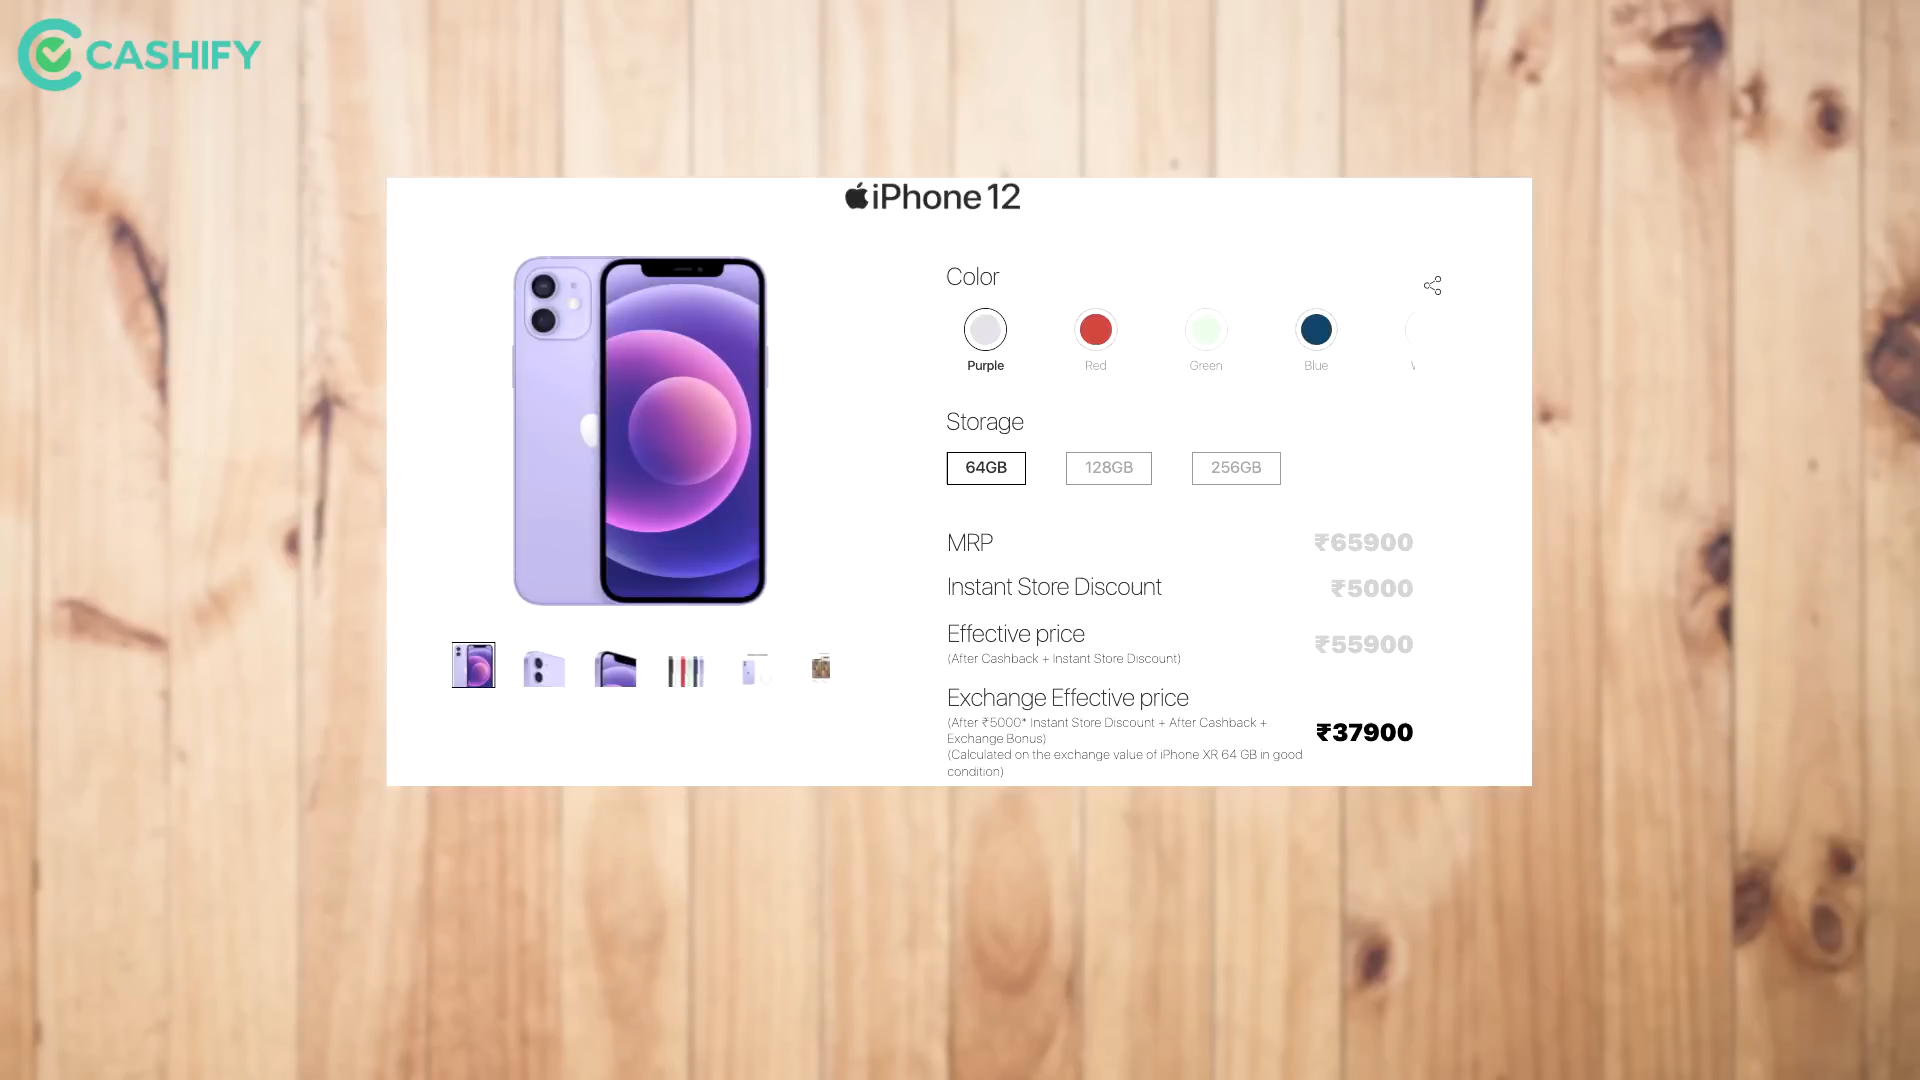 CASHIFY
iPhone 12
Color
Purple
Red
Green
Blue
Storage
64GB
128GB
256GB
MRP
₹65900
Instant Store Discount
₹5000
Effective price
(After Cashback + Instant Store Discount)
₹55900
Exchange Effective price
(After ₹5000* Instant Store Discount + After Cashback +
Exchange Bonus)
(Calculated on the exchange value of iPhone XR 64 GB in good
condition)
₹37900